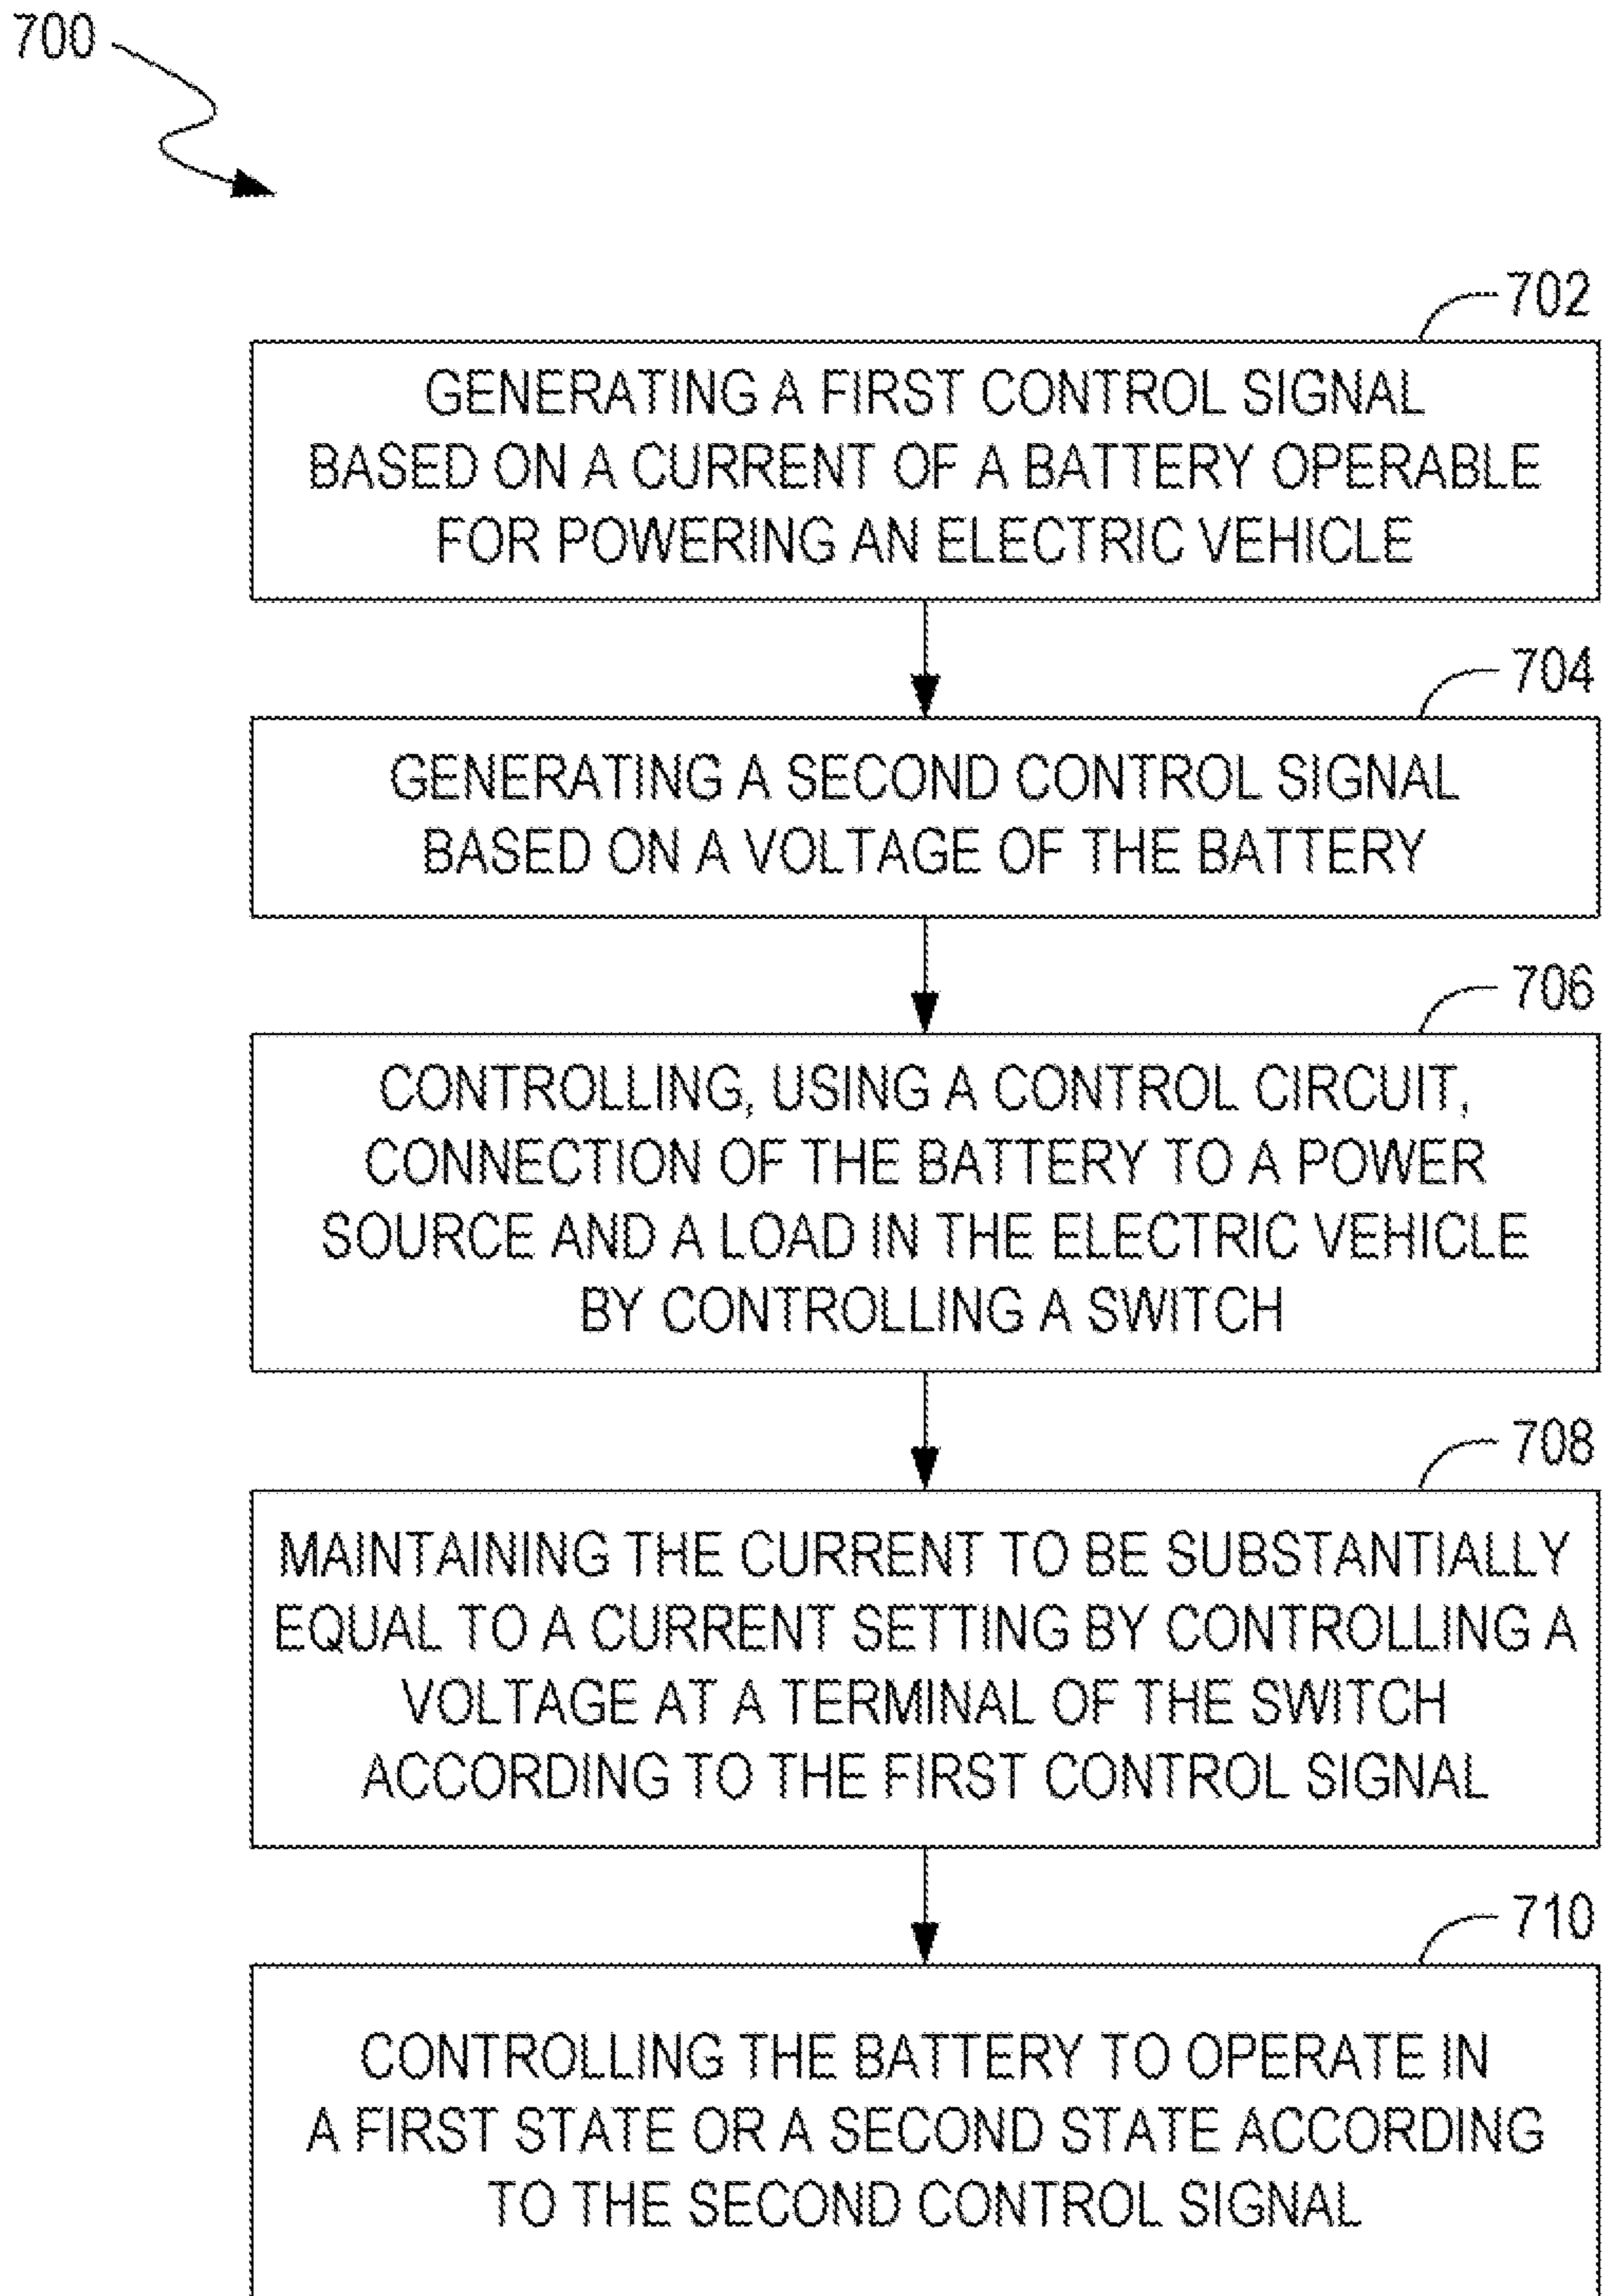 700
702
GENERATING A FIRST CONTROL SIGNAL
BASED ON A CURRENT OF A BATTERY OPERABLE
FOR POWERING AN ELECTRIC VEHICLE
704
GENERATING A SECOND CONTROL SIGNAL
BASED ON A VOLTAGE OF THE BATTERY
706
CONTROLLING, USING A CONTROL CIRCUIT,
CONNECTION OF THE BATTERY TO A POWER
SOURCE AND A LOAD IN THE ELECTRIC VEHICLE
BY CONTROLLING A SWITCH
708
MAINTAINING THE CURRENT TO BE SUBSTANTIALLY
EQUAL TO A CURRENT SETTING BY CONTROLLING A
VOLTAGE AT A TERMINAL OF THE SWITCH
ACCORDING TO THE FIRST CONTROL SIGNAL
710
CONTROLLING THE BATTERY TO OPERATE IN
A FIRST STATE OR A SECOND STATE ACCORDING
TO THE SECOND CONTROL SIGNAL